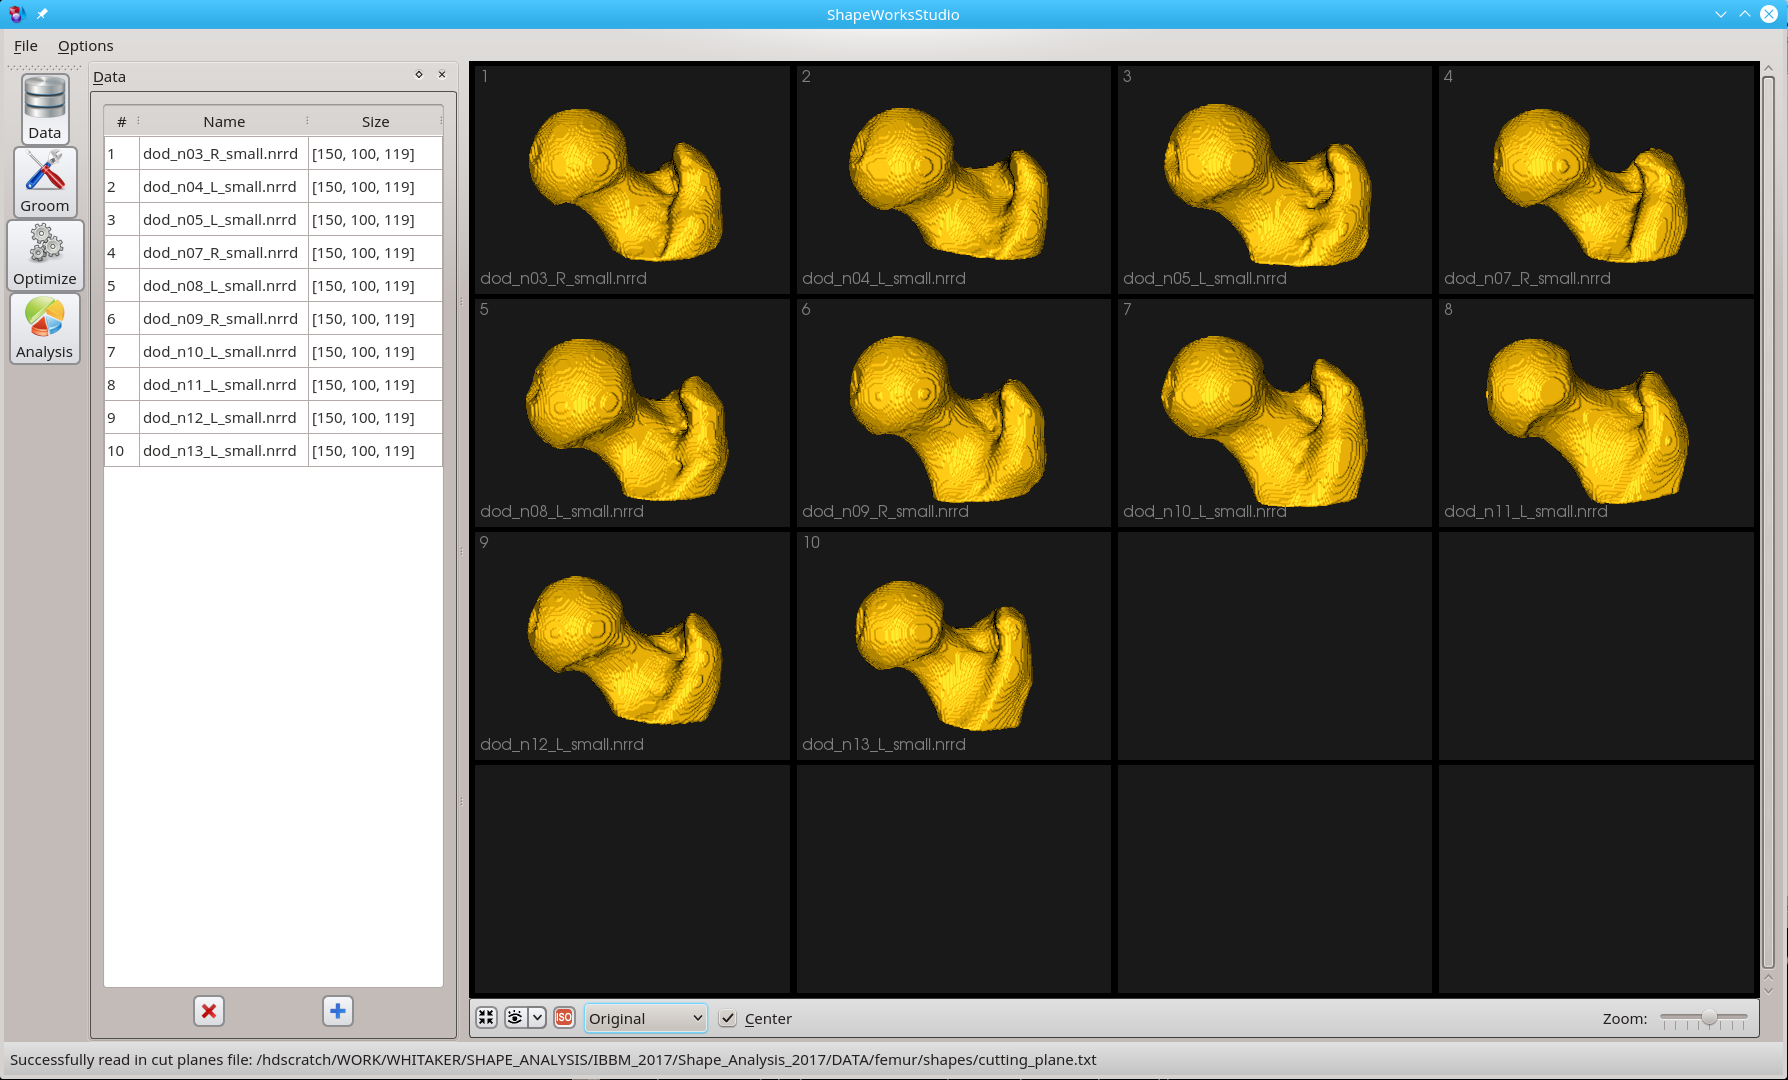 ShapeWorksStudio
File Options
Data
Groom
Optimize
Analysis
Data
# Name Size
1 dod_n03_R_small.nrrd [150, 100, 119]
2 dod_n04_L_small.nrrd [150, 100, 119]
3 dod_n05_L_small.nrrd [150, 100, 119]
4 dod_n07_R_small.nrrd [150, 100, 119]
5 dod_n08_L_small.nrrd [150, 100, 119]
6 dod_n09_R_small.nrrd [150, 100, 119]
7 dod_n10_L_small.nrrd [150, 100, 119]
8 dod_n11_L_small.nrrd [150, 100, 119]
9 dod_n12_L_small.nrrd [150, 100, 119]
10 dod_n13_L_small.nrrd [150, 100, 119]
1 2 3 4
dod_n03_R_small.nrrd dod_n04_L_small.nrrd dod_n05_L_small.nrrd dod_n07_R_small.nrrd
5 6 7 8
dod_n08_L_small.nrrd dod_n09_R_small.nrrd dod_n10_L_small.nrrd dod_n11_L_small.nrrd
9 10
dod_n12_L_small.nrrd dod_n13_L_small.nrrd
ISO Original Center Zoom:
Successfully read in cut planes file: /hdscratch/WORK/WHITAKER/SHAPE_ANALYSIS/IBBM_2017/Shape_Analysis_2017/DATA/femur/shapes/cutting_plane.txt